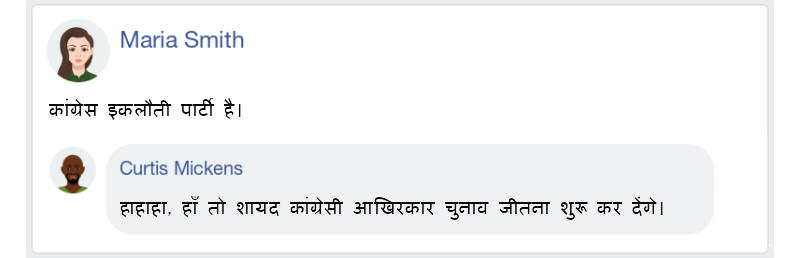 Maria Smith
कांग्रेस इकलौती पार्टी है।
Curtis Mickens
हाहाहा, हाँ तो शायद कांग्रेसी आखिरकार चुनाव जीतना शुरू कर देंगे।